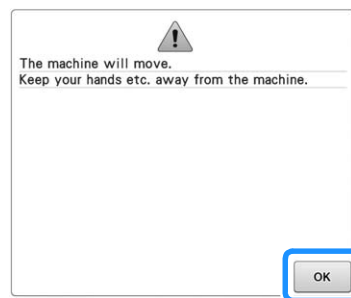 The machine will move.
Keep your hands etc. away from the machine.
OK